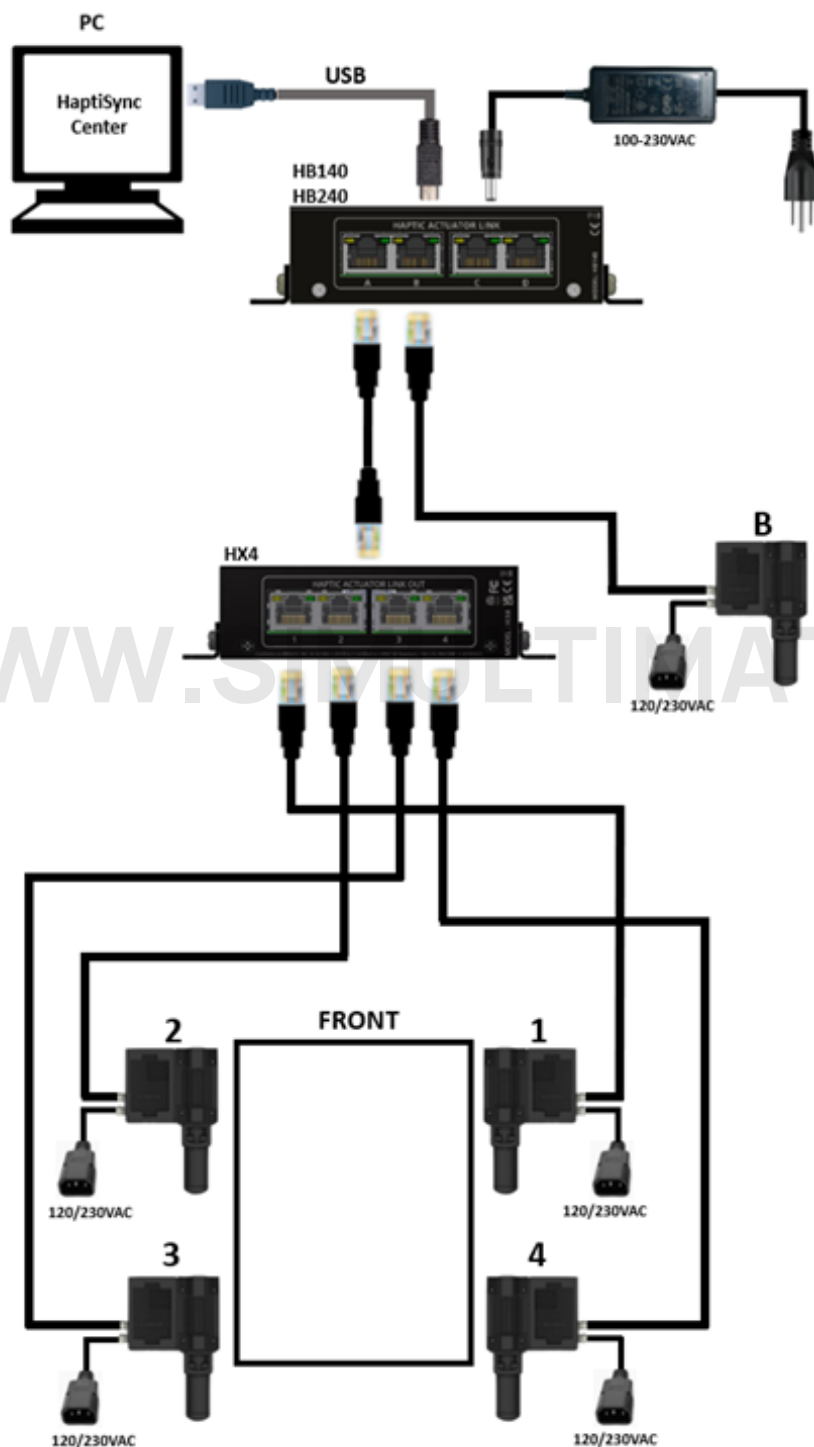 PC
HaptiSync
Center
USB
100-230VAC
HB140
HB240
HAPTIC ACTUATOR LINK
A B C D
B
HX4
HAPTIC ACTUATOR LINK OUT
1 2 3 4
120/230VAC
WW.SIMULTIMAT
FRONT
2
1
120/230VAC
120/230VAC
3
4
120/230VAC
120/230VAC